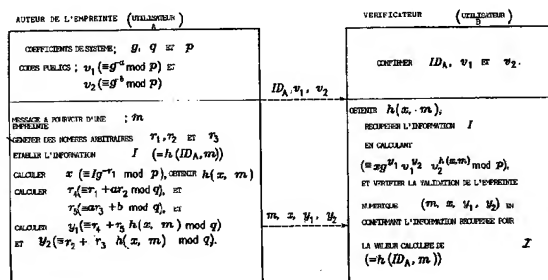 AUTEUR DE L'EMPREINTE (UTILISATEUR A)
VERIFICATEUR (UTILISATEUR B)
COEFFICIENTS DE SYSTEME; g, q ET p
CODES PUBLICS; v₁ (≡g⁻ᵃ mod p) ET
v₂ (≡g⁻ᵇ mod p)
ID_A, v₁, v₂
CONFIRMER ID_A, v₁ ET v₂.
MESSAGE A POURVOIR D'UNE EMPREINTE ; m
GENERER DES NOMBRES ARBITRAIRES r₁, r₂ ET r₃
ETABLIR L'INFORMATION I (=h(ID_A, m))
CALCULER x (≡Ig⁻ʳ¹ mod p), OBTENIR h(x, m)
CALCULER r₄(≡r₁ + ar₂ mod q), ET
r₅(≡ar₃ + b mod q), ET
CALCULER y₁(≡r₄ + r₅ h(x, m) mod q)
ET y₂(≡r₂ + r₃ h(x, m) mod q).
m, x, y₁, y₂
OBTENIR h(x, m);
RECUPERER L'INFORMATION I
EN CALCULANT
(≡xg^y₁ v₁^y₂ v₂^h(x,m) mod p),
ET VERIFIER LA VALIDATION DE L'EMPREINTE
NUMERIQUE (m, x, y₁, y₂) EN
CONFIRMANT L'INFORMATION RECUPEREE POUR
LA VALEUR CALCULEE DE I
(=h(ID_A, m))